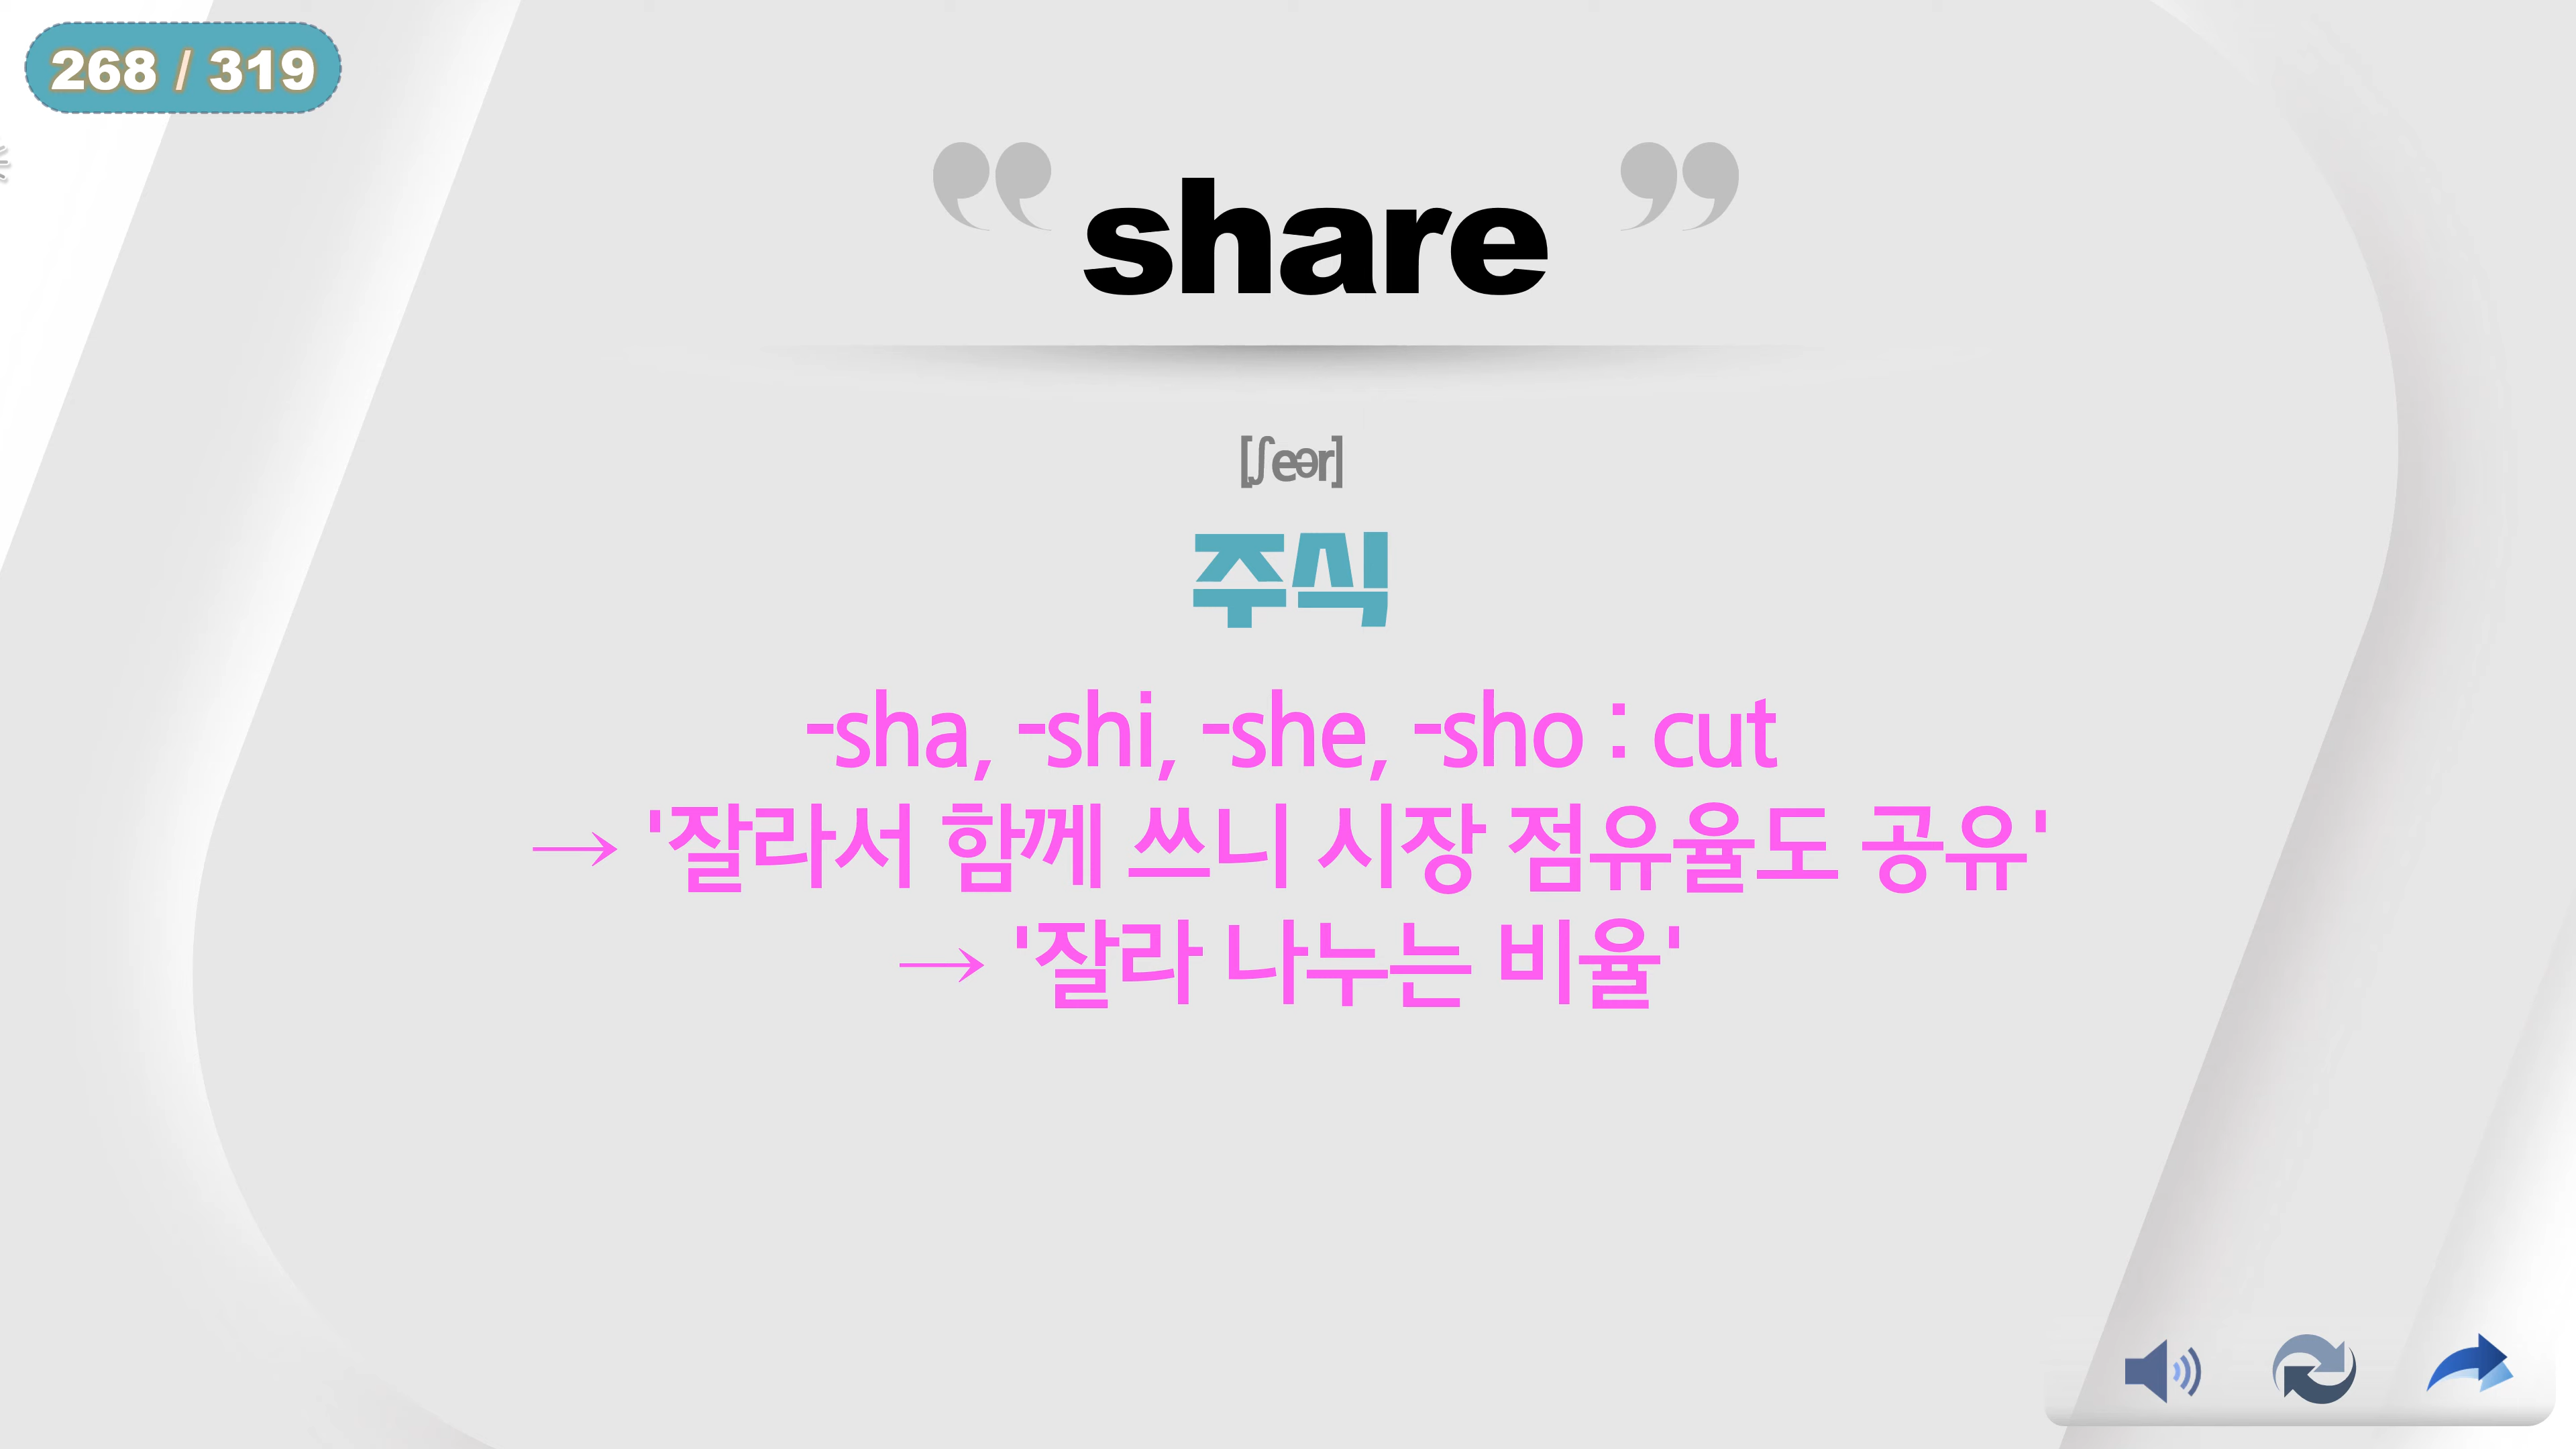 268 / 319
share
[ʃeər]
주식
-sha, -shi, -she, -sho : cut
→ '잘라서 함께 쓰니 시장 점유율도 공유'
→ '잘라 나누는 비율'